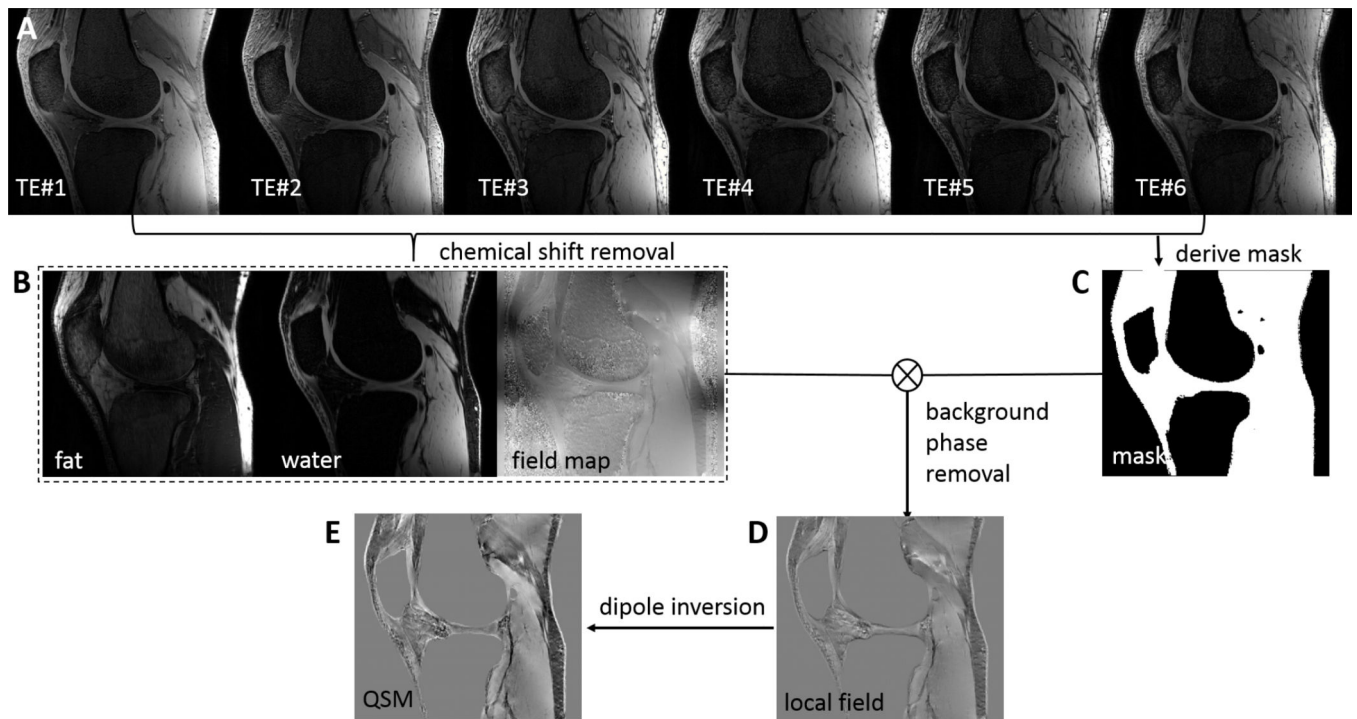 A
TE#1
TE#2
TE#3
TE#4
TE#5
TE#6
chemical shift removal
derive mask
B
fat
water
field map
C
mask
background
phase
removal
E
QSM
dipole inversion
D
local field